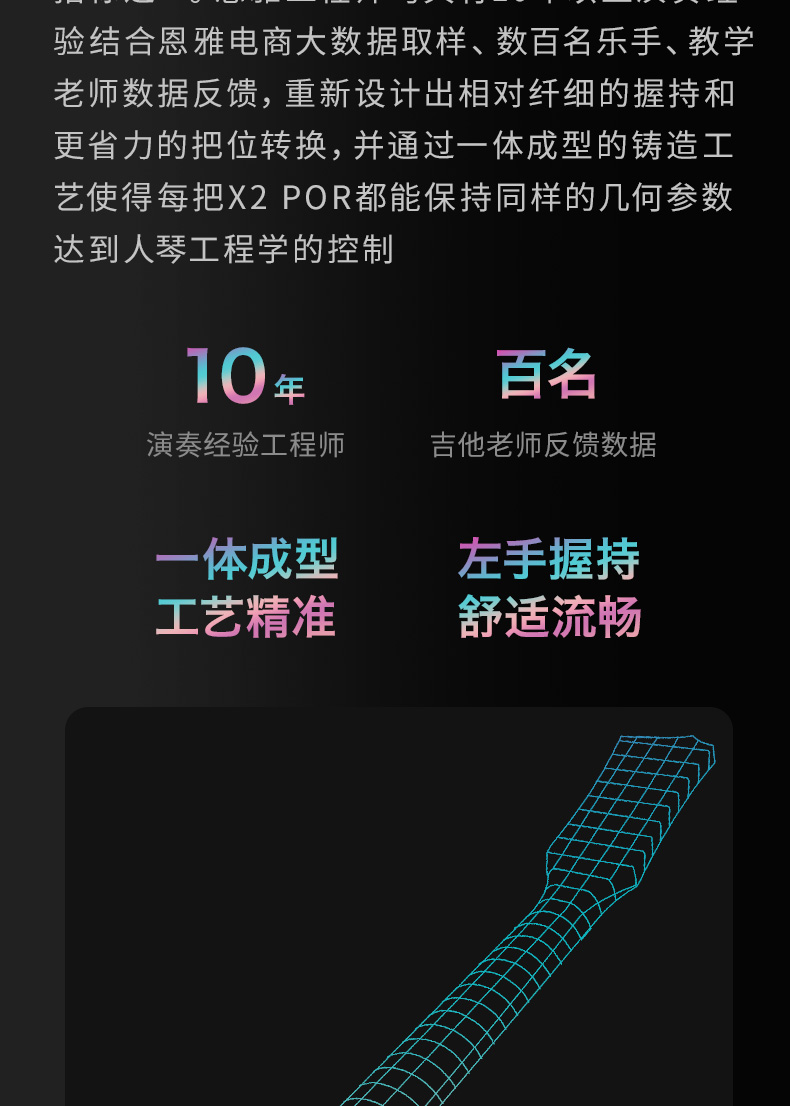 验结合恩雅电商大数据取样、数百名乐手、教学
老师数据反馈，重新设计出相对纤细的握持和
更省力的把位转换，并通过一体成型的铸造工
艺使得每把X2 POR都能保持同样的几何参数
达到人琴工程学的控制
10年
百名
演奏经验工程师
吉他老师反馈数据
一体成型
工艺精准
左手握持
舒适流畅